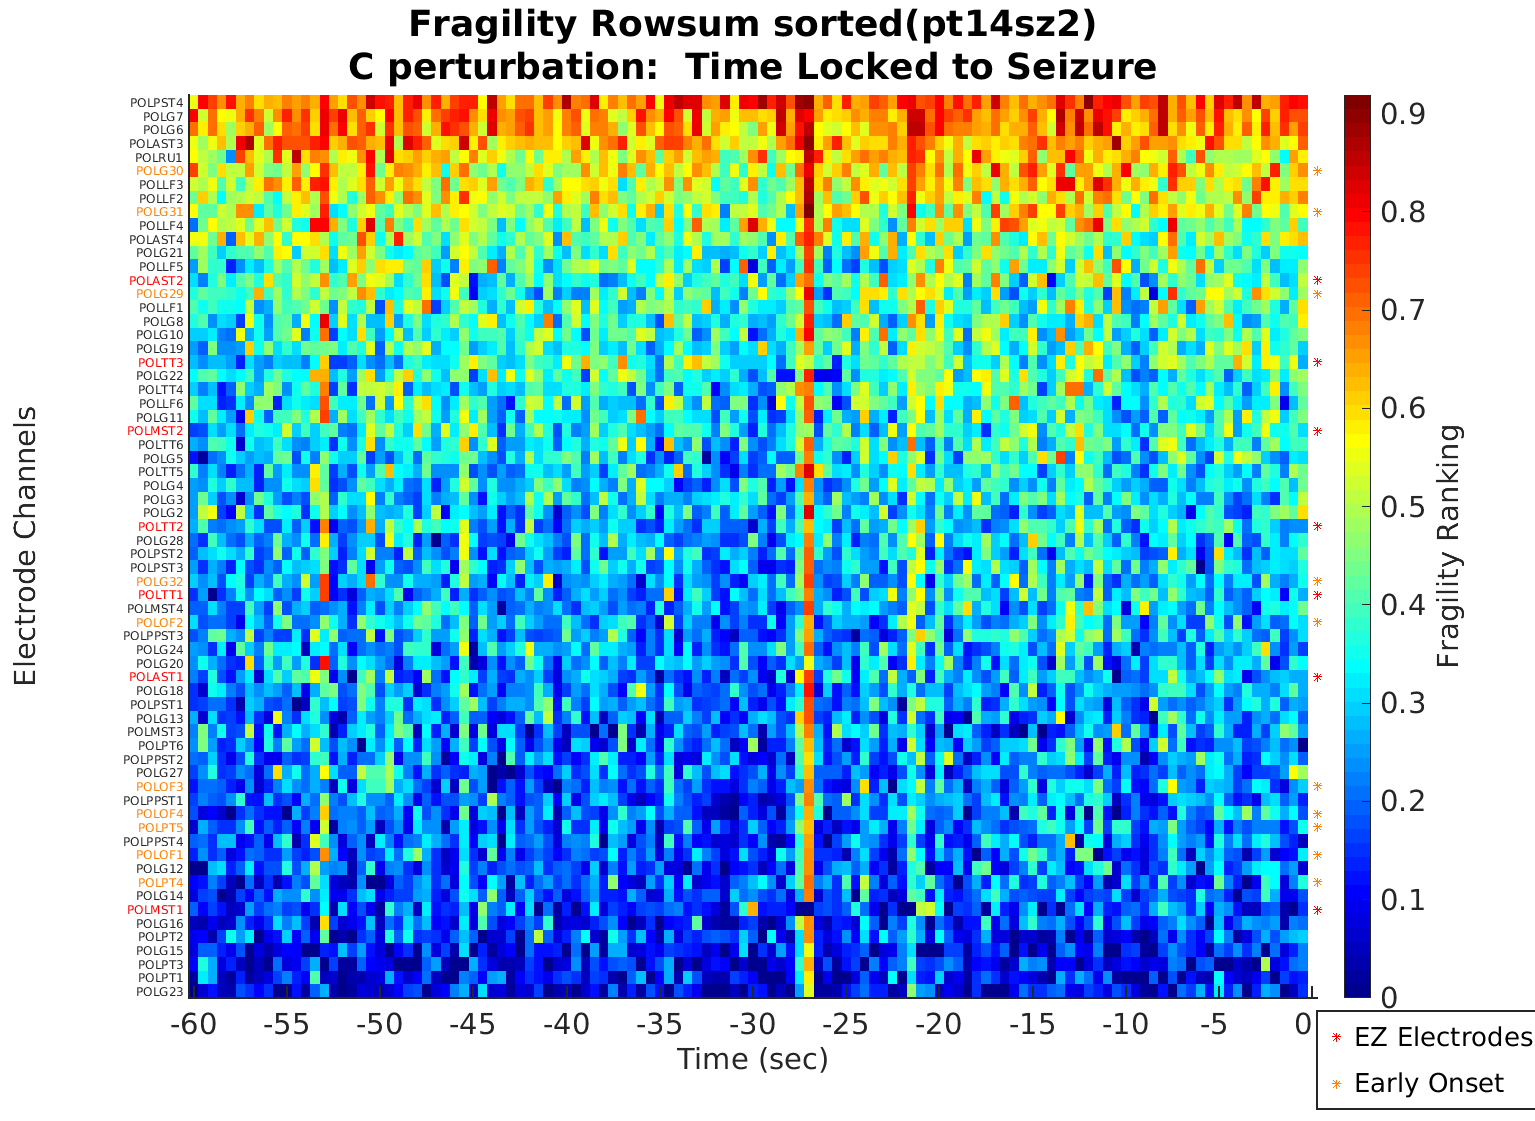 Fragility Rowsum sorted(pt14sz2)
C perturbation:  Time Locked to Seizure
Electrode Channels
POLPST4
POLG7
POLG6
POLAST3
POLRU1
POLG30
POLLF3
POLLF2
POLG31
POLLF4
POLAST4
POLG21
POLLF5
POLAST2
POLG29
POLLF1
POLG8
POLG10
POLG19
POLTT3
POLG22
POLTT4
POLLF6
POLG11
POLMST2
POLTT6
POLG5
POLTT5
POLG4
POLG3
POLG2
POLTT2
POLG28
POLPST2
POLPST3
POLG32
POLTT1
POLMST4
POLOF2
POLPPST3
POLG24
POLG20
POLAST1
POLG18
POLPST1
POLG13
POLMST3
POLPT6
POLPPST2
POLG27
POLOF3
POLPPST1
POLOF4
POLPT5
POLPPST4
POLOF1
POLG12
POLPT4
POLG14
POLMST1
POLG16
POLPT2
POLG15
POLPT3
POLPT1
POLG23
-60 -55 -50 -45 -40 -35 -30 -25 -20 -15 -10 -5 0
Time (sec)
0.9
0.8
0.7
0.6
0.5
0.4
0.3
0.2
0.1
0
Fragility Ranking
EZ Electrodes
Early Onset